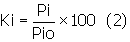 Ki = Pi/Pio × 100 (2)